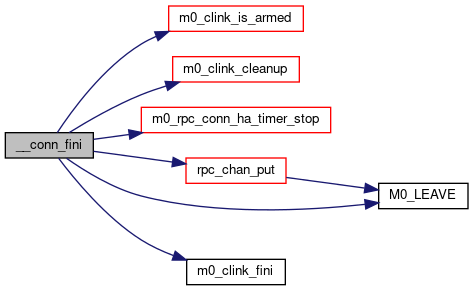 m0_clink_is_armed
m0_clink_cleanup
m0_rpc_conn_ha_timer_stop
__conn_fini
rpc_chan_put
M0_LEAVE
m0_clink_fini